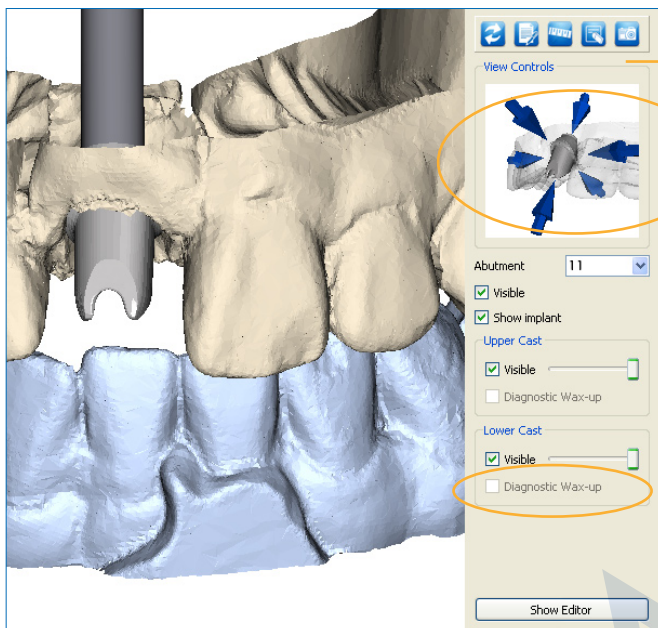 View Controls
Abutment 11
Visible
Show implant
Upper Cast
Visible
Diagnostic Wax-up
Lower Cast
Visible
Diagnostic Wax-up
Show Editor